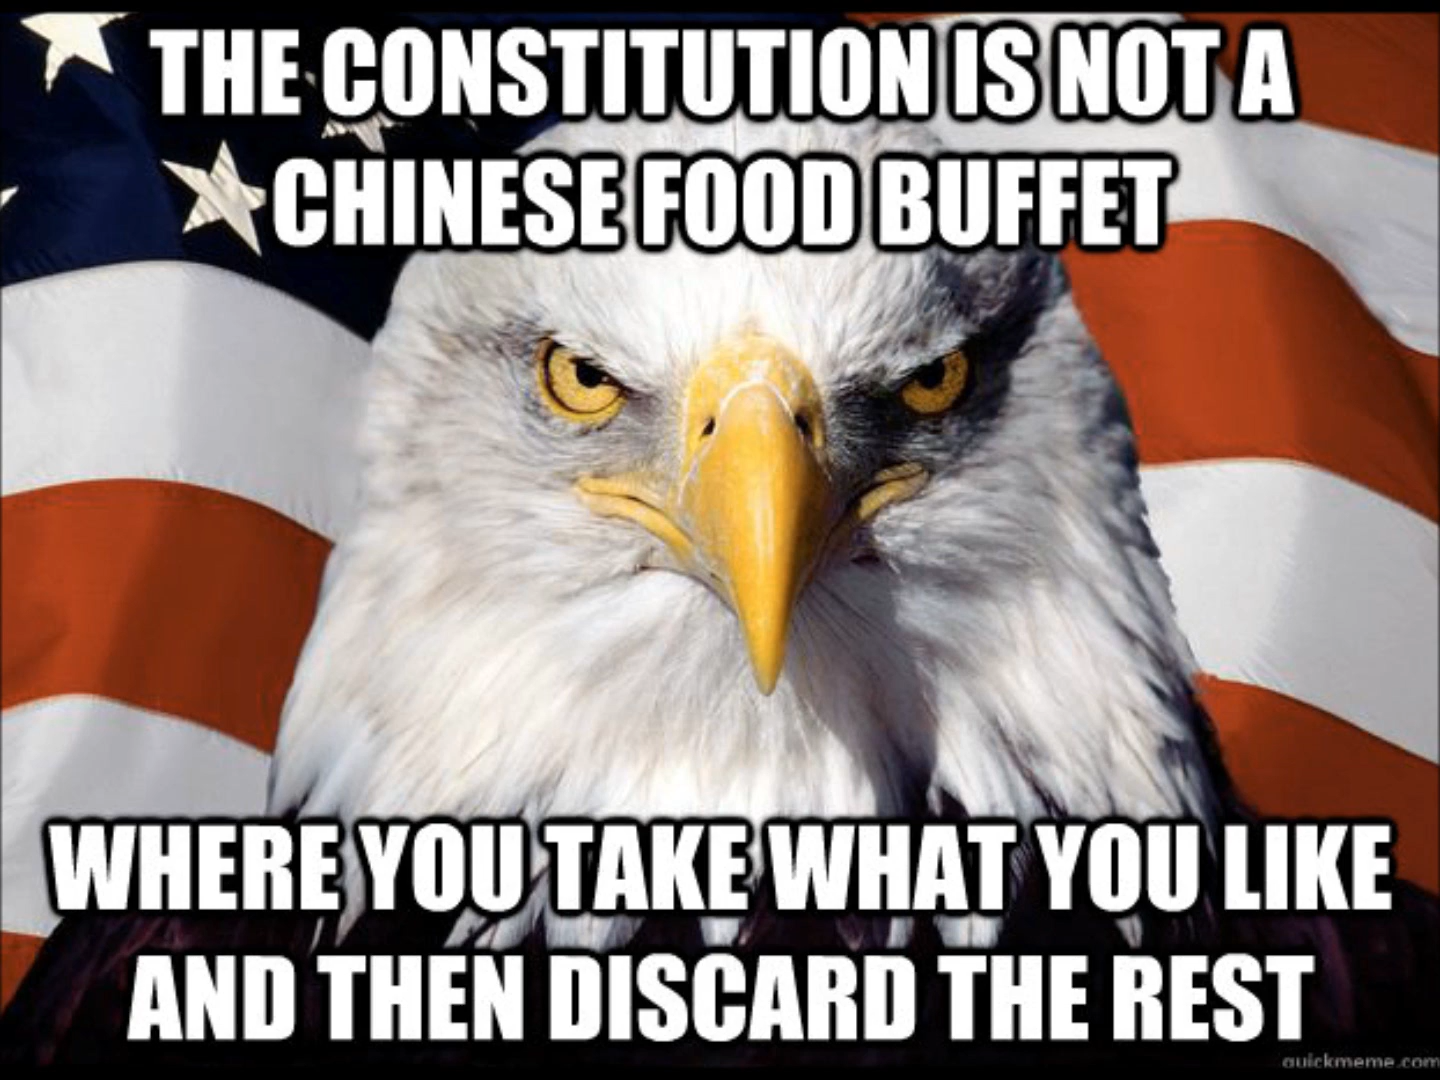 THE CONSTITUTION IS NOT A
CHINESE FOOD BUFFET
WHERE YOU TAKE WHAT YOU LIKE
AND THEN DISCARD THE REST
quickmeme.com